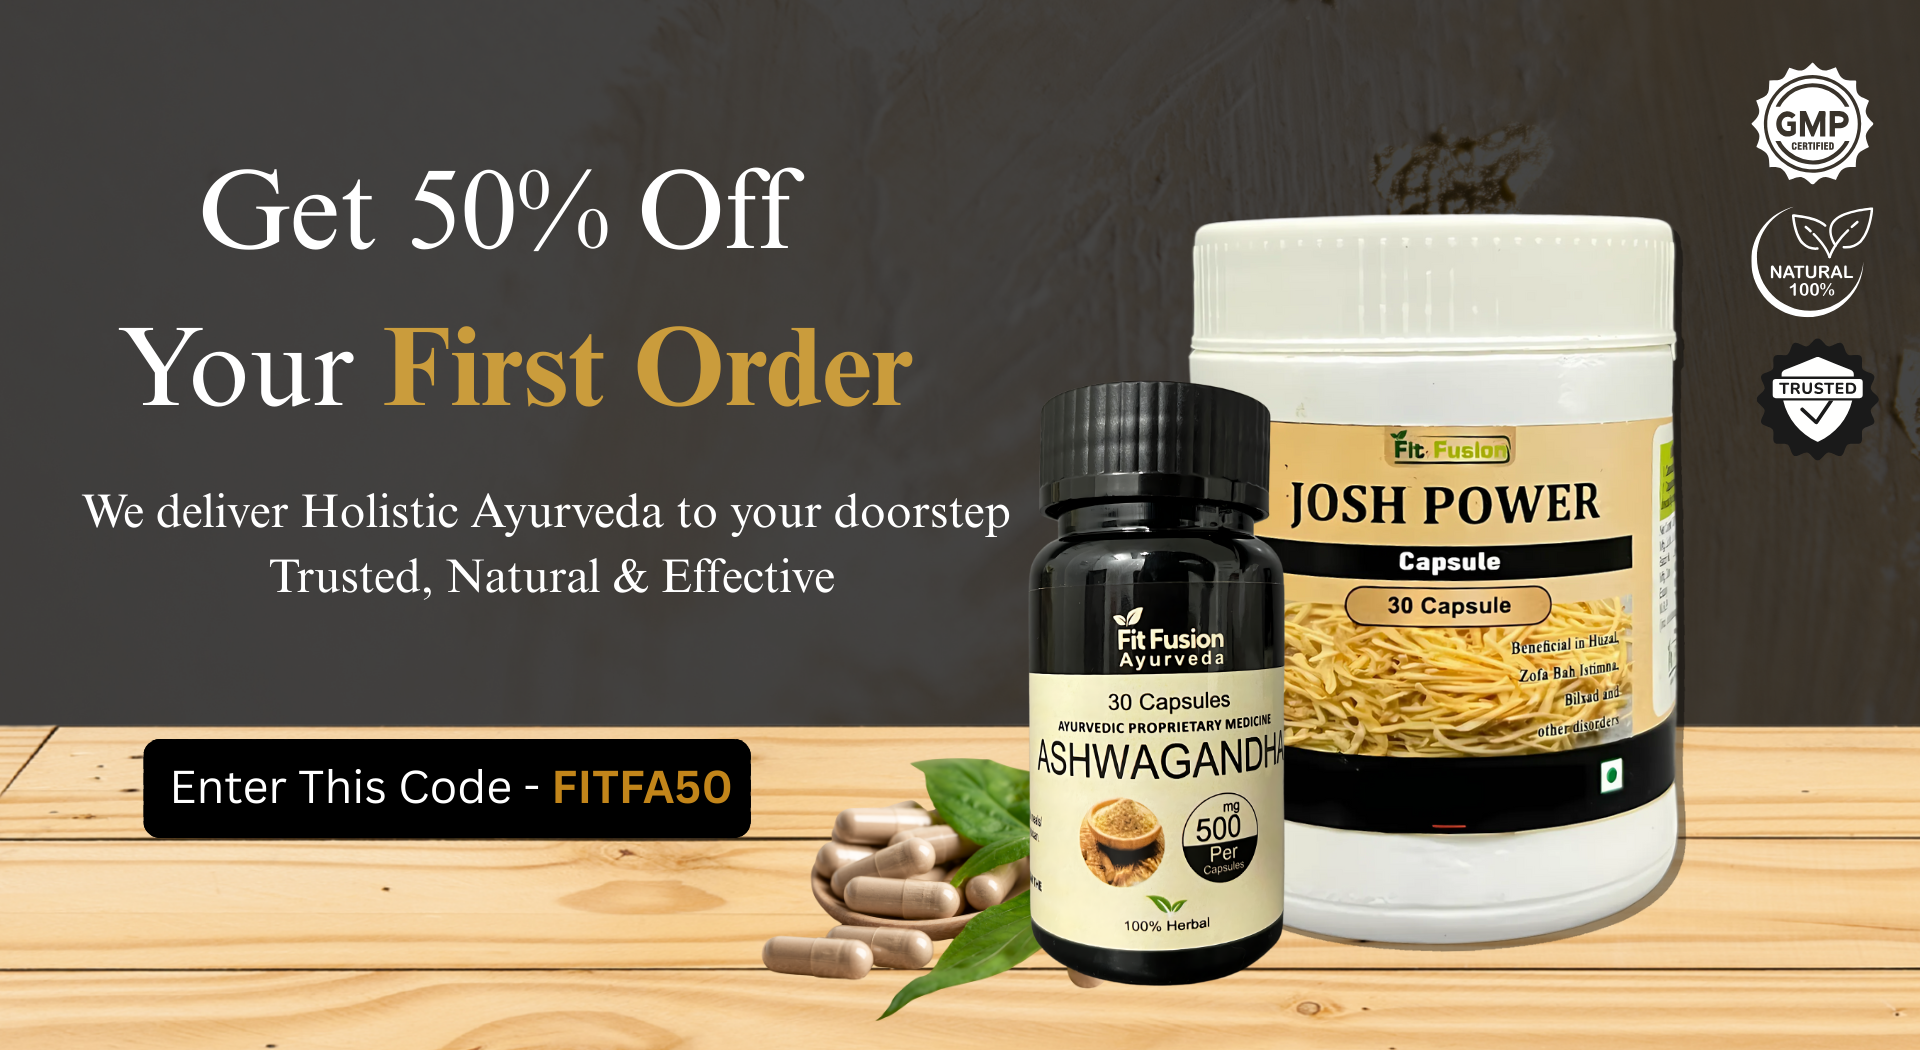 Get 50% Off
Your First Order
We deliver Holistic Ayurveda to your doorstep
Trusted, Natural & Effective
Enter This Code - FITFA50
Fit Fusion
Ayurveda
30 Capsules
AYURVEDIC PROPRIETARY MEDICINE
ASHWAGANDHA
mg
500
Per
Capsules
100% Herbal
Fit Fusion
JOSH POWER
Capsule
30 Capsule
Beneficial in Huzal,
Zofa Bah Istimna,
Bilxad and
other disorders
GMP
CERTIFIED
NATURAL
100%
TRUSTED